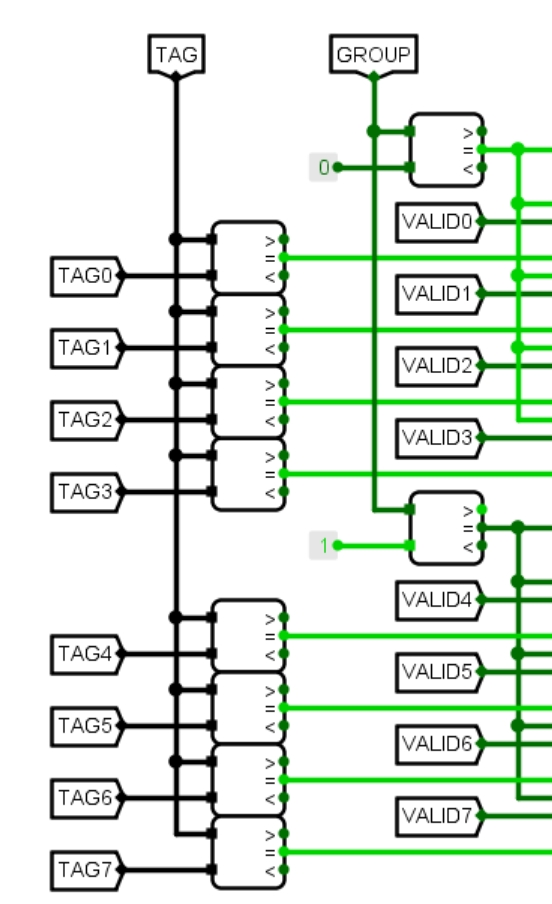 TAG GROUP
>
=
<
0
VALID0
>
=
<
TAG0
VALID1
>
=
<
TAG1
VALID2
>
=
<
TAG2
VALID3
>
=
<
TAG3
>
=
<
1
VALID4
>
=
<
TAG4
VALID5
>
=
<
TAG5
VALID6
>
=
<
TAG6
VALID7
>
=
<
TAG7